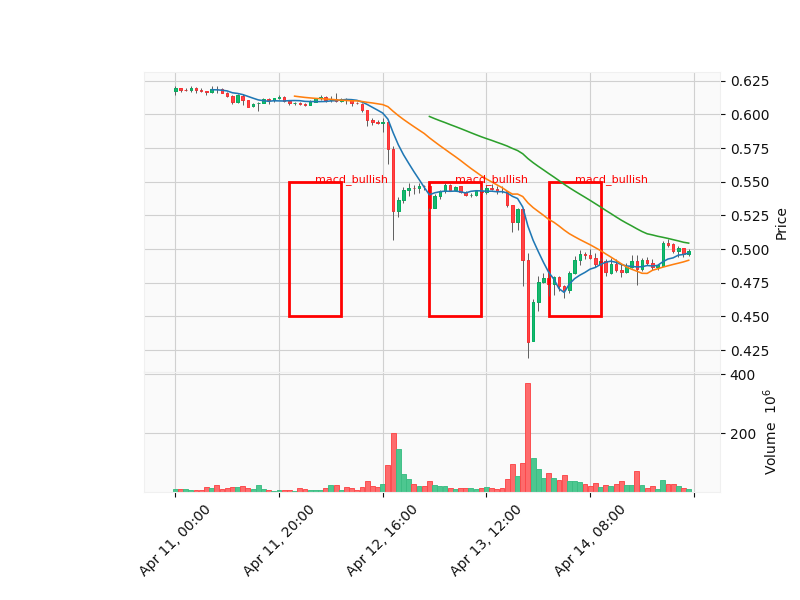 0.625
0.600
0.575
macd_bullish macd_bullish macd_bullish
0.550
0.525
Price
0.500
0.475
0.450
0.425
400
200
Volume 10⁶
Apr 11, 00:00
Apr 11, 20:00
Apr 12, 16:00
Apr 13, 12:00
Apr 14, 08:00